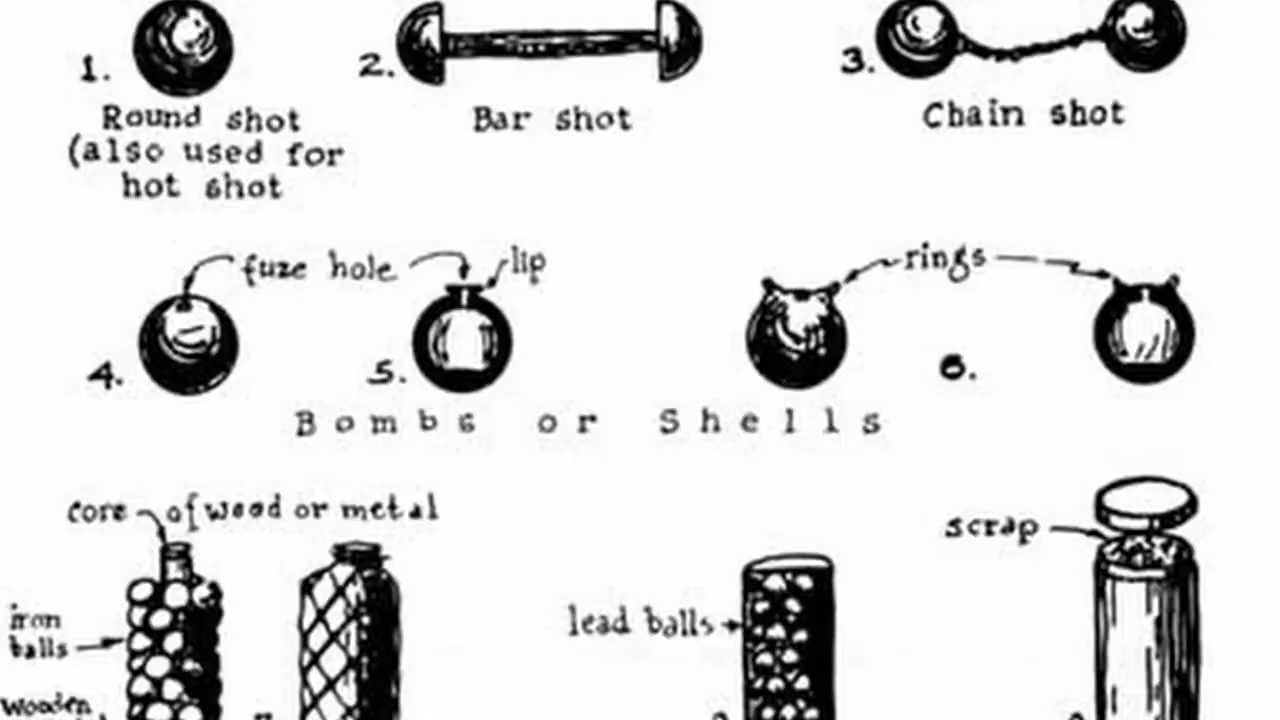 1.
2.
3.
Round shot
(also used for
hot shot
Bar shot
Chain shot
fuze hole
lip
rings
4.
5.
6.
Bombs or Shells
core of wood or metal
scrap
iron
balls
lead balls
wooden